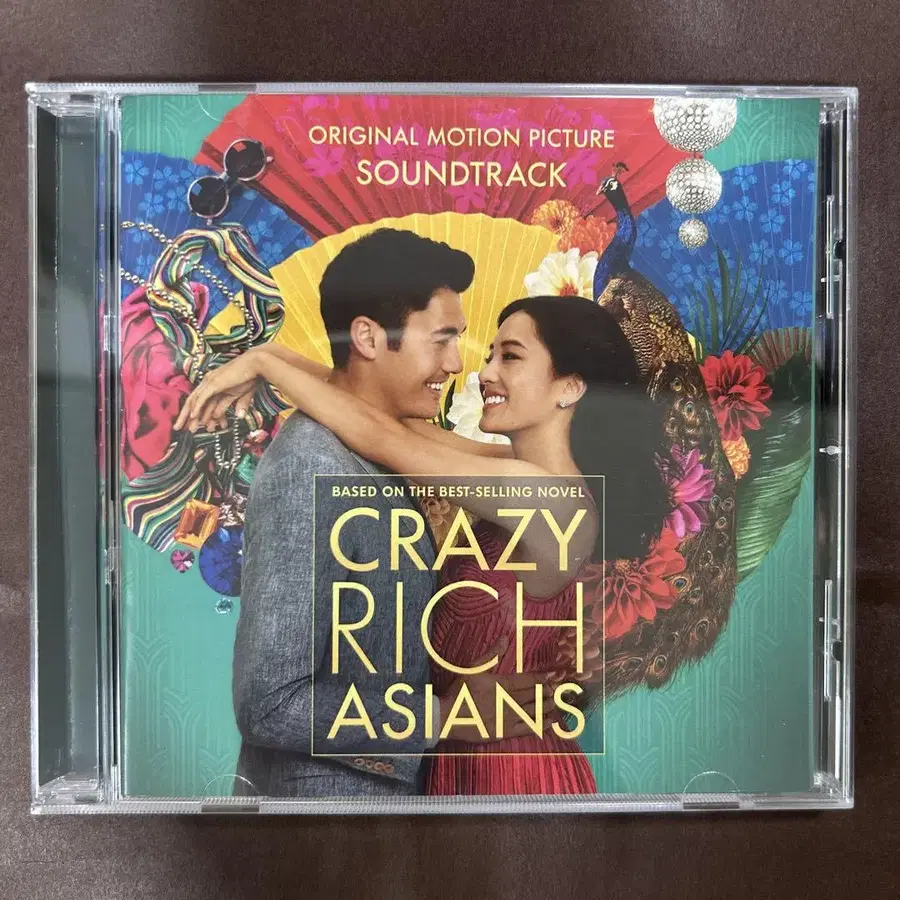 ORIGINAL MOTION PICTURE
SOUNDTRACK
BASED ON THE BEST-SELLING NOVEL
CRAZY
RICH
ASIANS